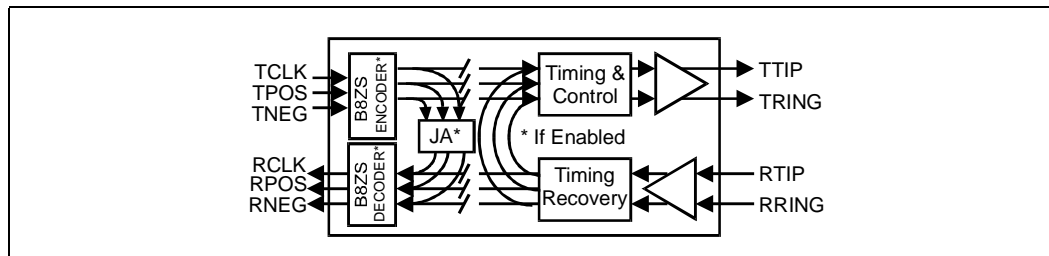 TCLK
TPOS
TNEG
B8ZS
ENCODER*
Timing &
Control
TTIP
TRING
JA*
* If Enabled
RCLK
RPOS
RNEG
B8ZS
DECODER*
Timing
Recovery
RTIP
RRING